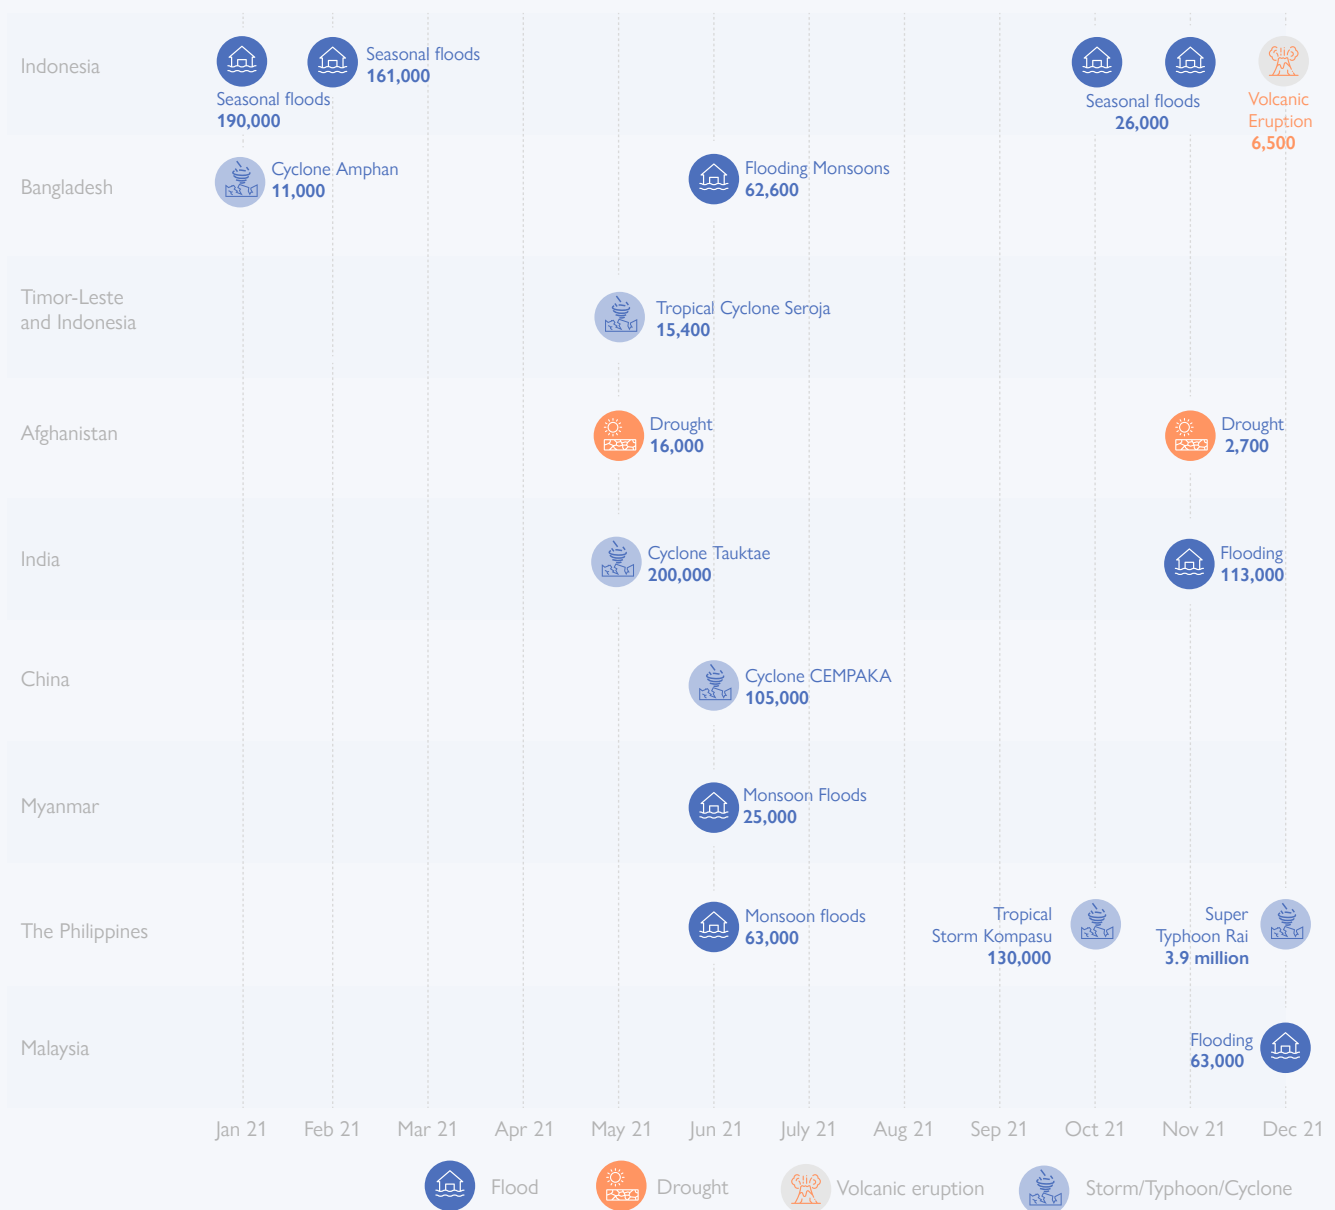 Indonesia
Seasonal floods
190,000
Seasonal floods
161,000
Seasonal floods
26,000
Volcanic
Eruption
6,500
Bangladesh
Cyclone Amphan
11,000
Flooding Monsoons
62,600
Timor-Leste
and Indonesia
Tropical Cyclone Seroja
15,400
Afghanistan
Drought
16,000
Drought
2,700
India
Cyclone Tauktae
200,000
Flooding
113,000
China
Cyclone CEMPAKA
105,000
Myanmar
Monsoon Floods
25,000
The Philippines
Monsoon floods
63,000
Tropical
Storm Kompasu
130,000
Super
Typhoon Rai
3.9 million
Malaysia
Flooding
63,000
Jan 21 Feb 21 Mar 21 Apr 21 May 21 Jun 21 July 21 Aug 21 Sep 21 Oct 21 Nov 21 Dec 21
Flood Drought Volcanic eruption Storm/Typhoon/Cyclone